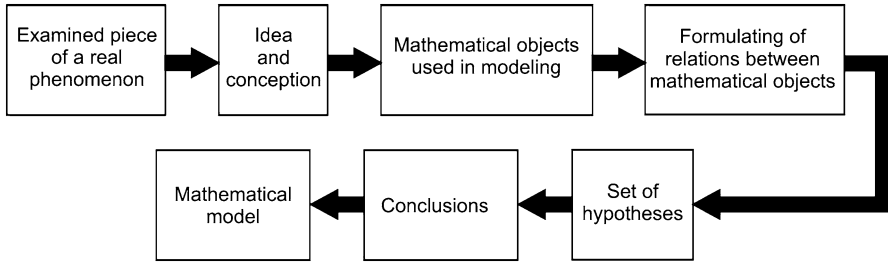 Examined piece
of a real
phenomenon
Idea
and
conception
Mathematical objects
used in modeling
Formulating of
relations between
mathematical objects
Set of
hypotheses
Conclusions
Mathematical
model